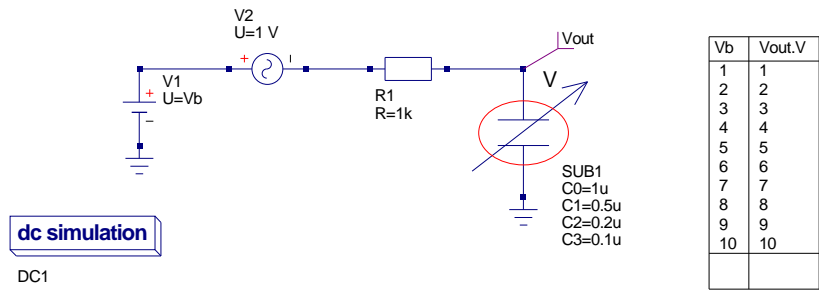 V2
U=1 V
+
I
V1
U=Vb
+
−
R1
R=1k
Vout
V
SUB1
C0=1u
C1=0.5u
C2=0.2u
C3=0.1u
dc simulation
DC1
Vb Vout.V
1 1
2 2
3 3
4 4
5 5
6 6
7 7
8 8
9 9
10 10